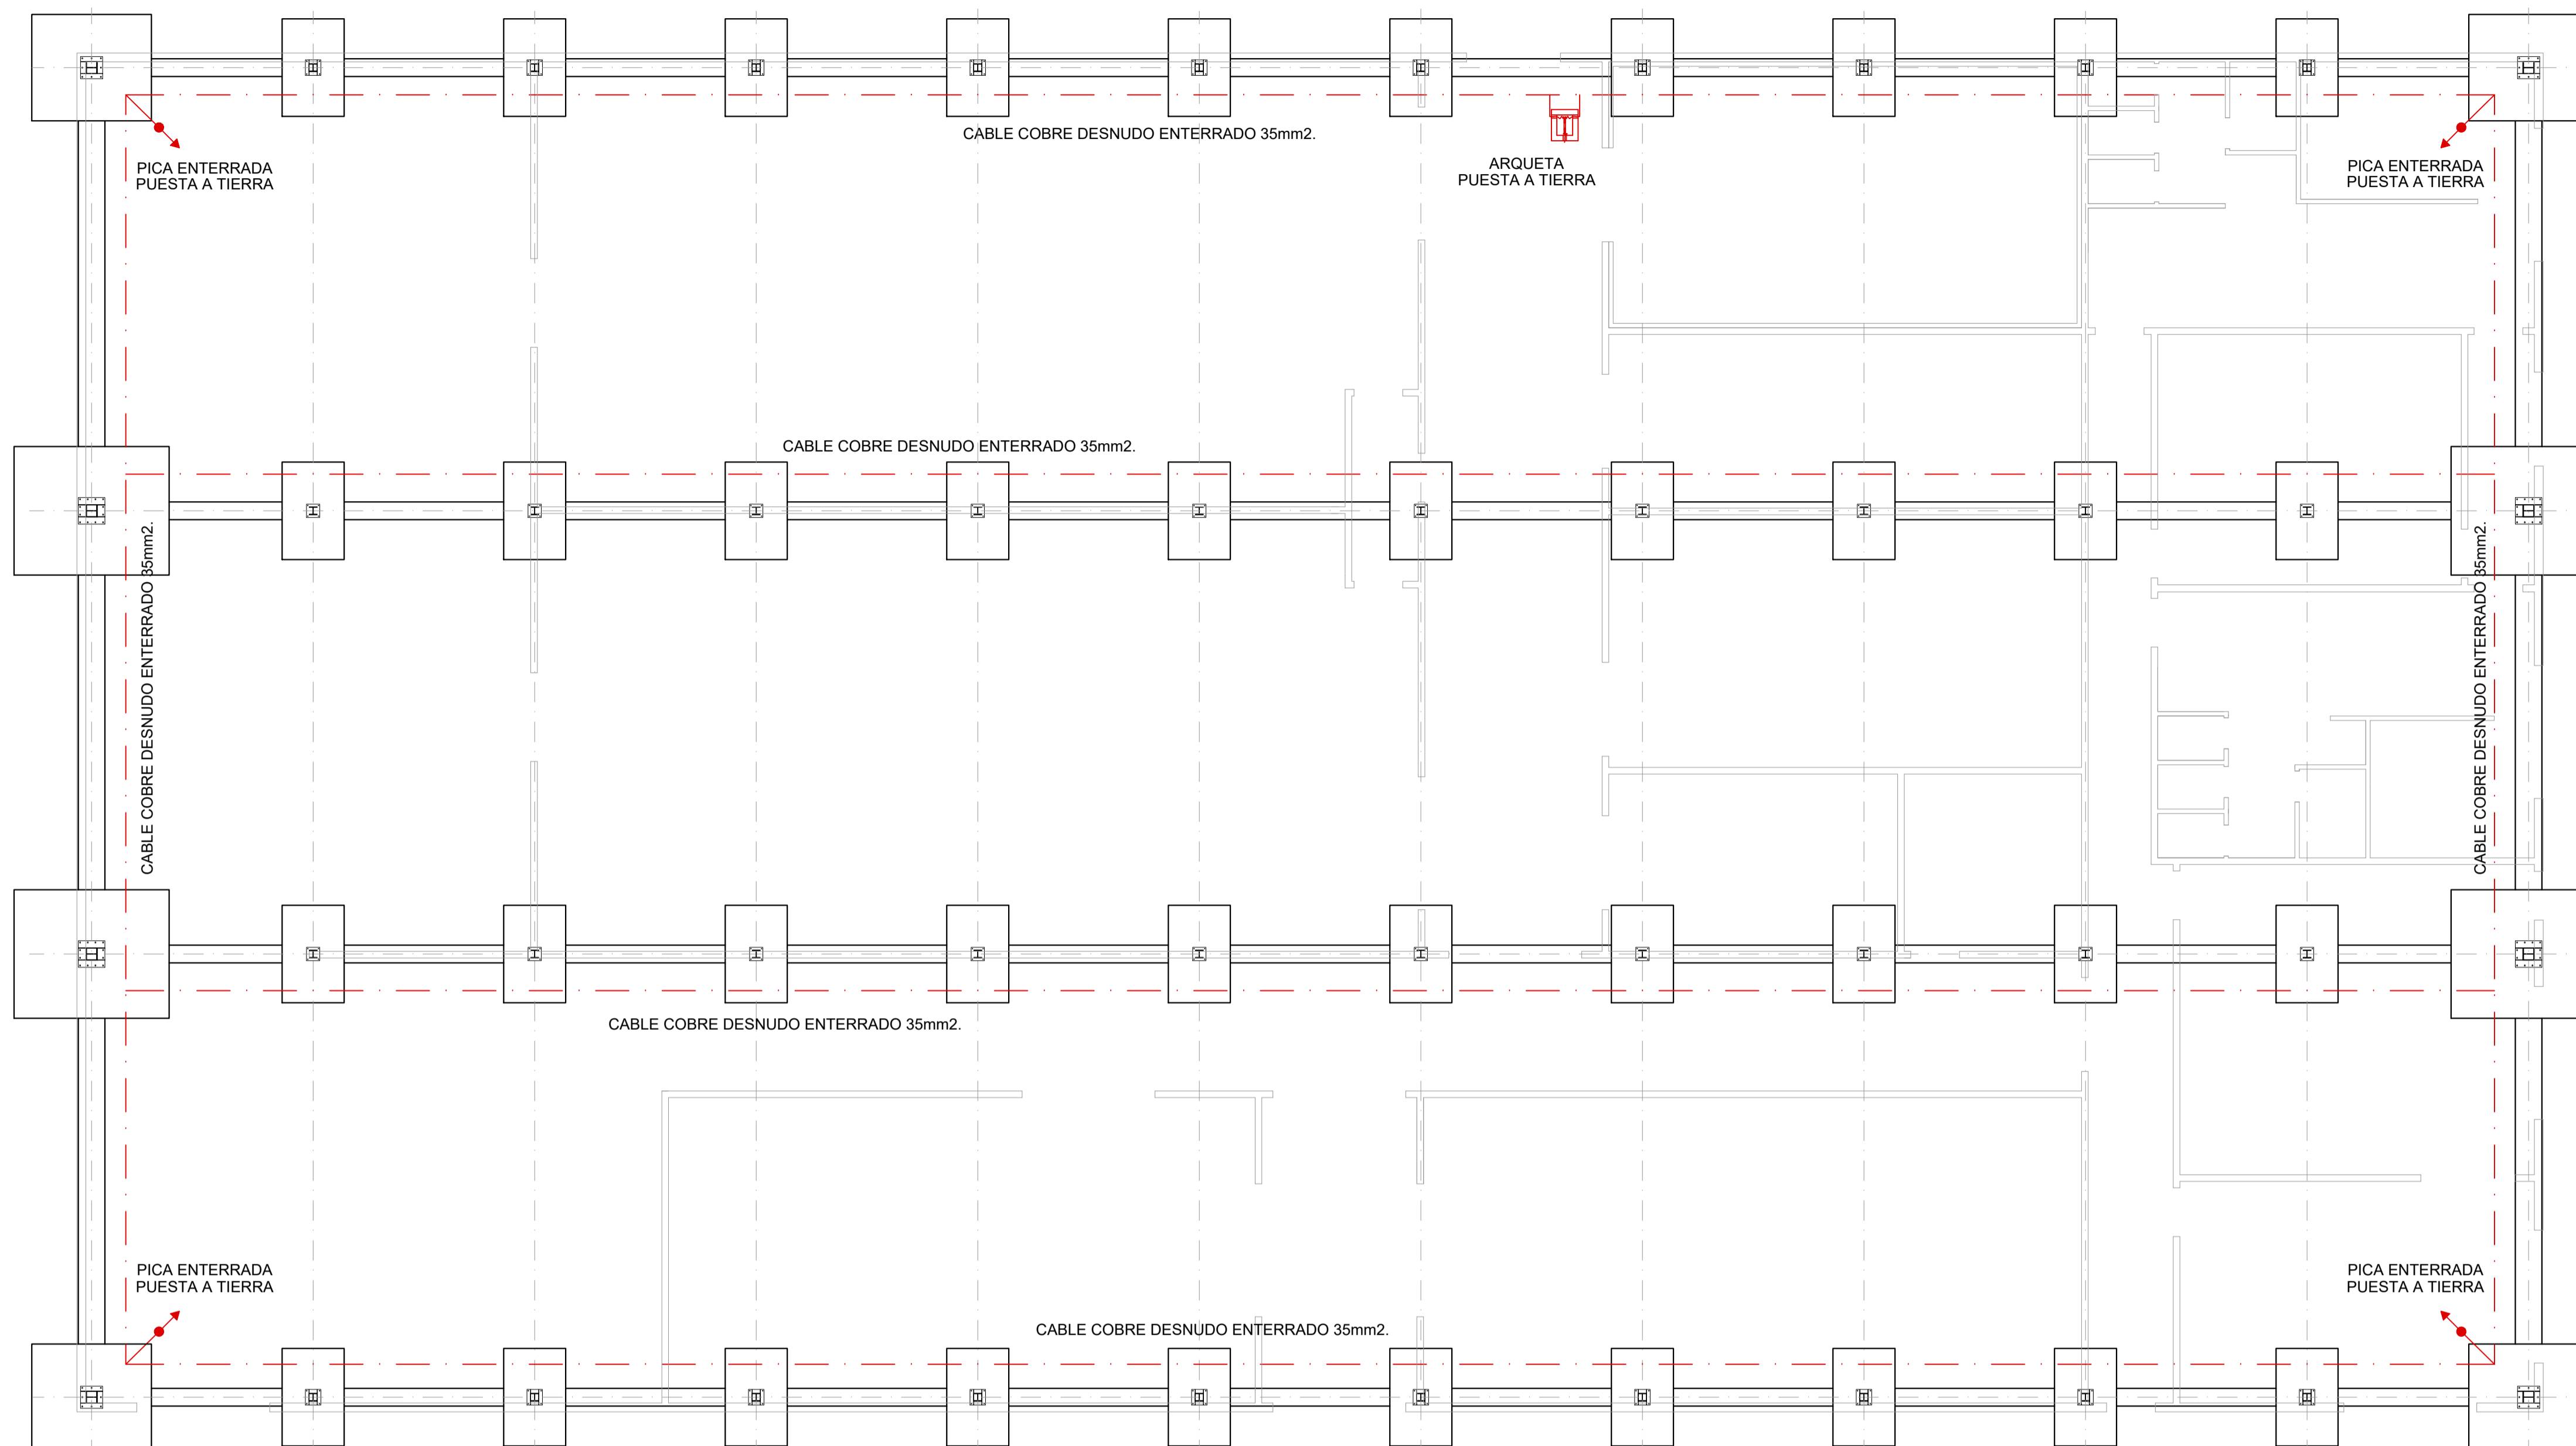 CABLE COBRE DESNUDO ENTERRADO 35mm2.
PICA ENTERRADA
PUESTA A TIERRA
ARQUETA
PUESTA A TIERRA
PICA ENTERRADA
PUESTA A TIERRA
CABLE COBRE DESNUDO ENTERRADO 35mm2.
CABLE COBRE DESNUDO ENTERRADO 35mm2.
CABLE COBRE DESNUDO ENTERRADO 35mm2.
CABLE COBRE DESNUDO ENTERRADO 35mm2.
PICA ENTERRADA
PUESTA A TIERRA
PICA ENTERRADA
PUESTA A TIERRA
CABLE COBRE DESNUDO ENTERRADO 35mm2.